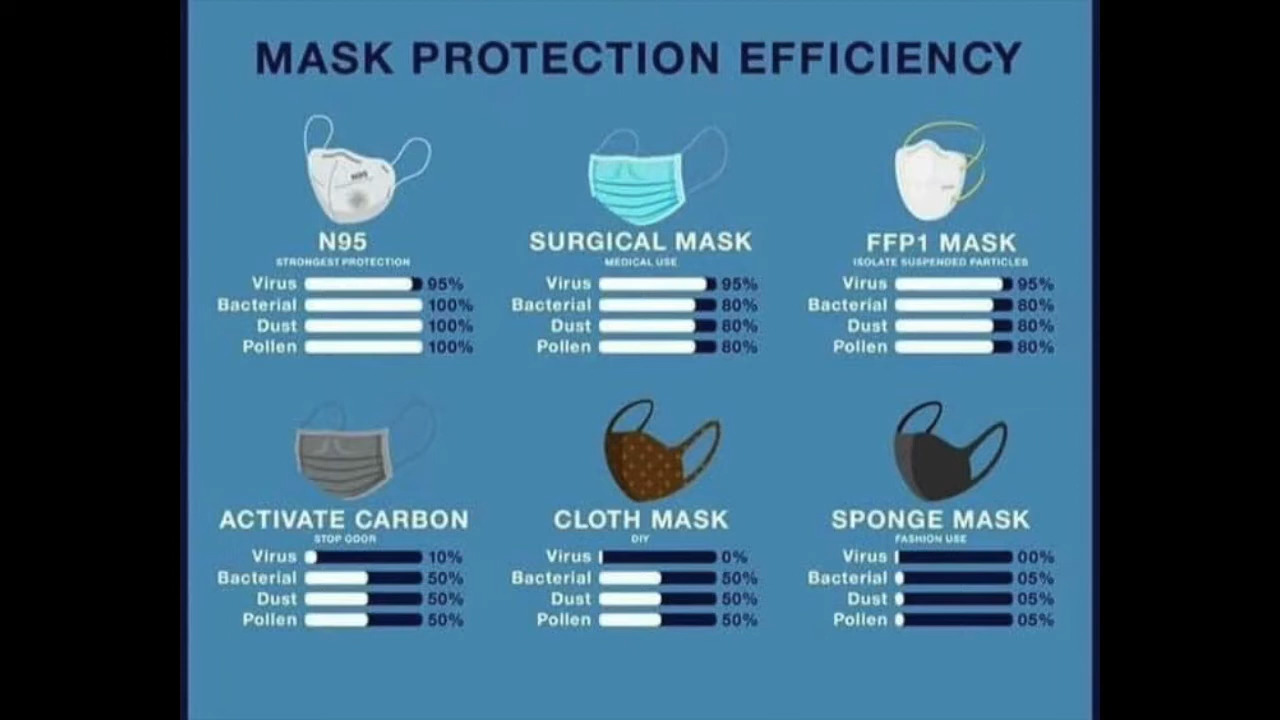 MASK PROTECTION EFFICIENCY
N95
N95
STRONGEST PROTECTION
Virus 95%
Bacterial 100%
Dust 100%
Pollen 100%
SURGICAL MASK
MEDICAL USE
Virus 95%
Bacterial 80%
Dust 80%
Pollen 80%
FFP1 MASK
ISOLATE SUSPENDED PARTICLES
Virus 95%
Bacterial 80%
Dust 80%
Pollen 80%
ACTIVATE CARBON
STOP ODOR
Virus 10%
Bacterial 50%
Dust 50%
Pollen 50%
CLOTH MASK
DIY
Virus 0%
Bacterial 50%
Dust 50%
Pollen 50%
SPONGE MASK
FASHION USE
Virus 00%
Bacterial 05%
Dust 05%
Pollen 05%